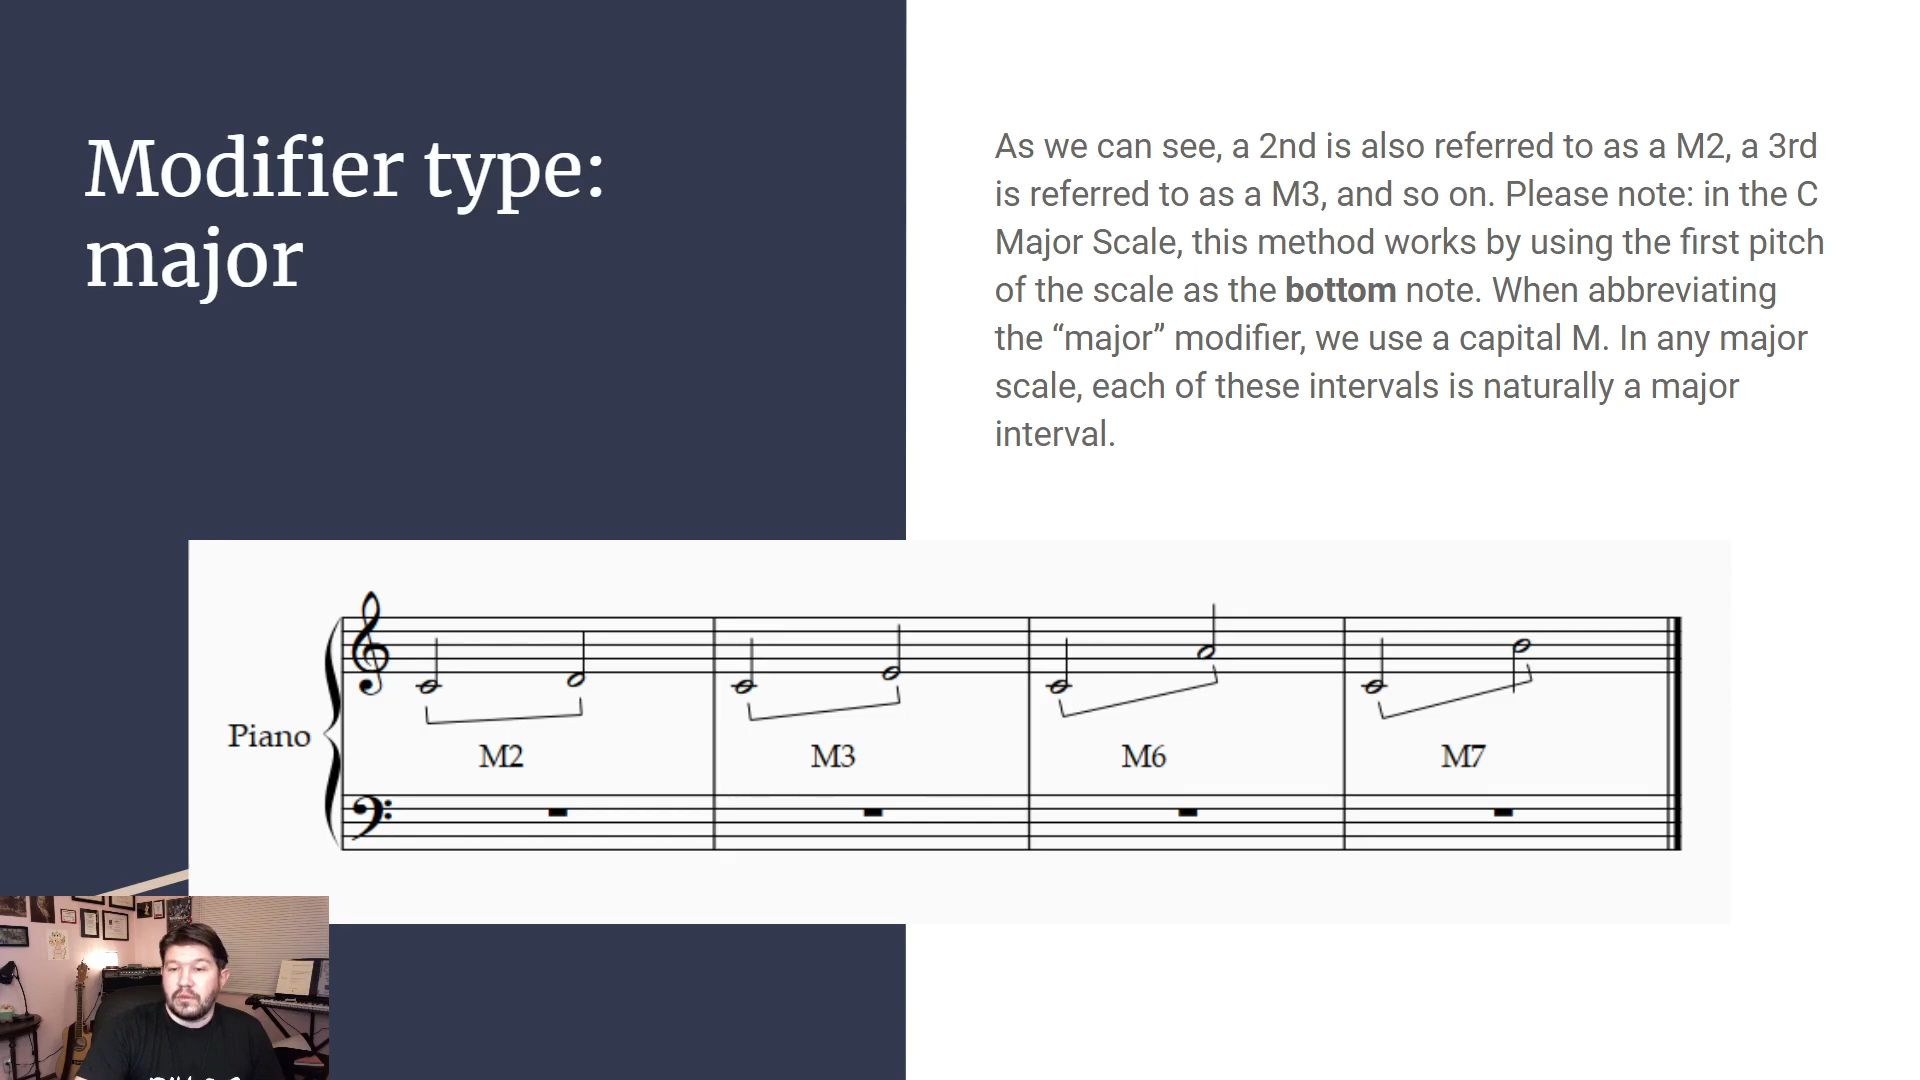 Modifier type:
major
As we can see, a 2nd is also referred to as a M2, a 3rd
is referred to as a M3, and so on. Please note: in the C
Major Scale, this method works by using the first pitch
of the scale as the bottom note. When abbreviating
the “major” modifier, we use a capital M. In any major
scale, each of these intervals is naturally a major
interval.
Piano
M2 M3 M6 M7